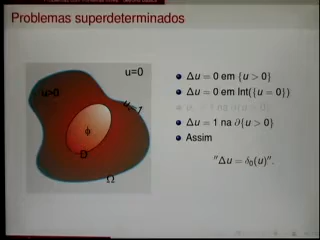 Problemas superdeterminados
u=0
u>0
ϕ
D
Ω
Δu = 0 em {u > 0}
Δu = 0 em Int({u = 0})
Δu = 1 na ∂{u > 0}
Assim
"Δu = δ₀(u)".